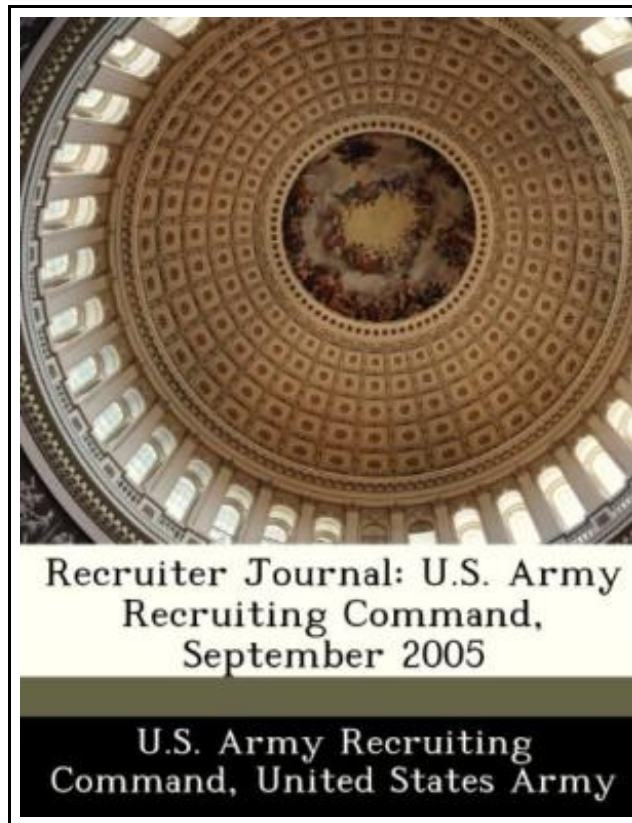 Recruiter Journal: U.S. Army
Recruiting Command,
September 2005
U.S. Army Recruiting
Command, United States Army